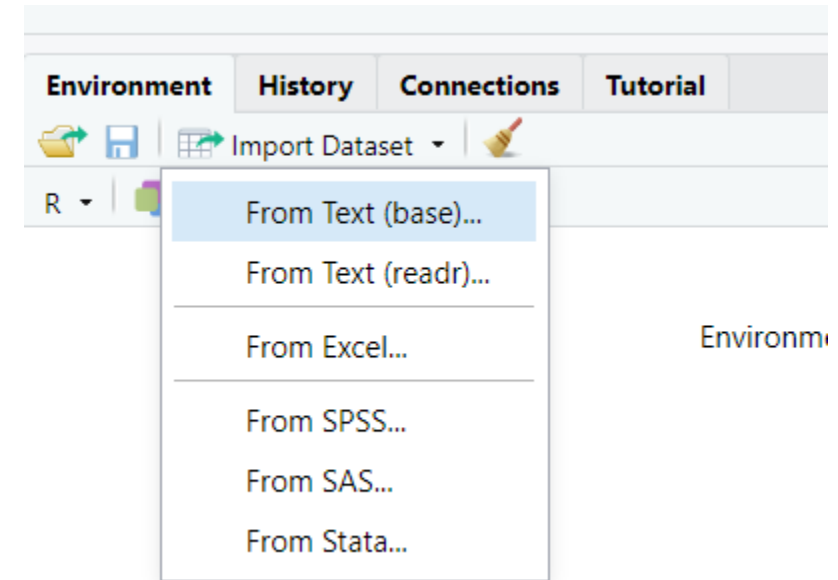 Environment History Connections Tutorial
Import Dataset
R
From Text (base)...
From Text (readr)...
From Excel...
From SPSS...
From SAS...
From Stata...